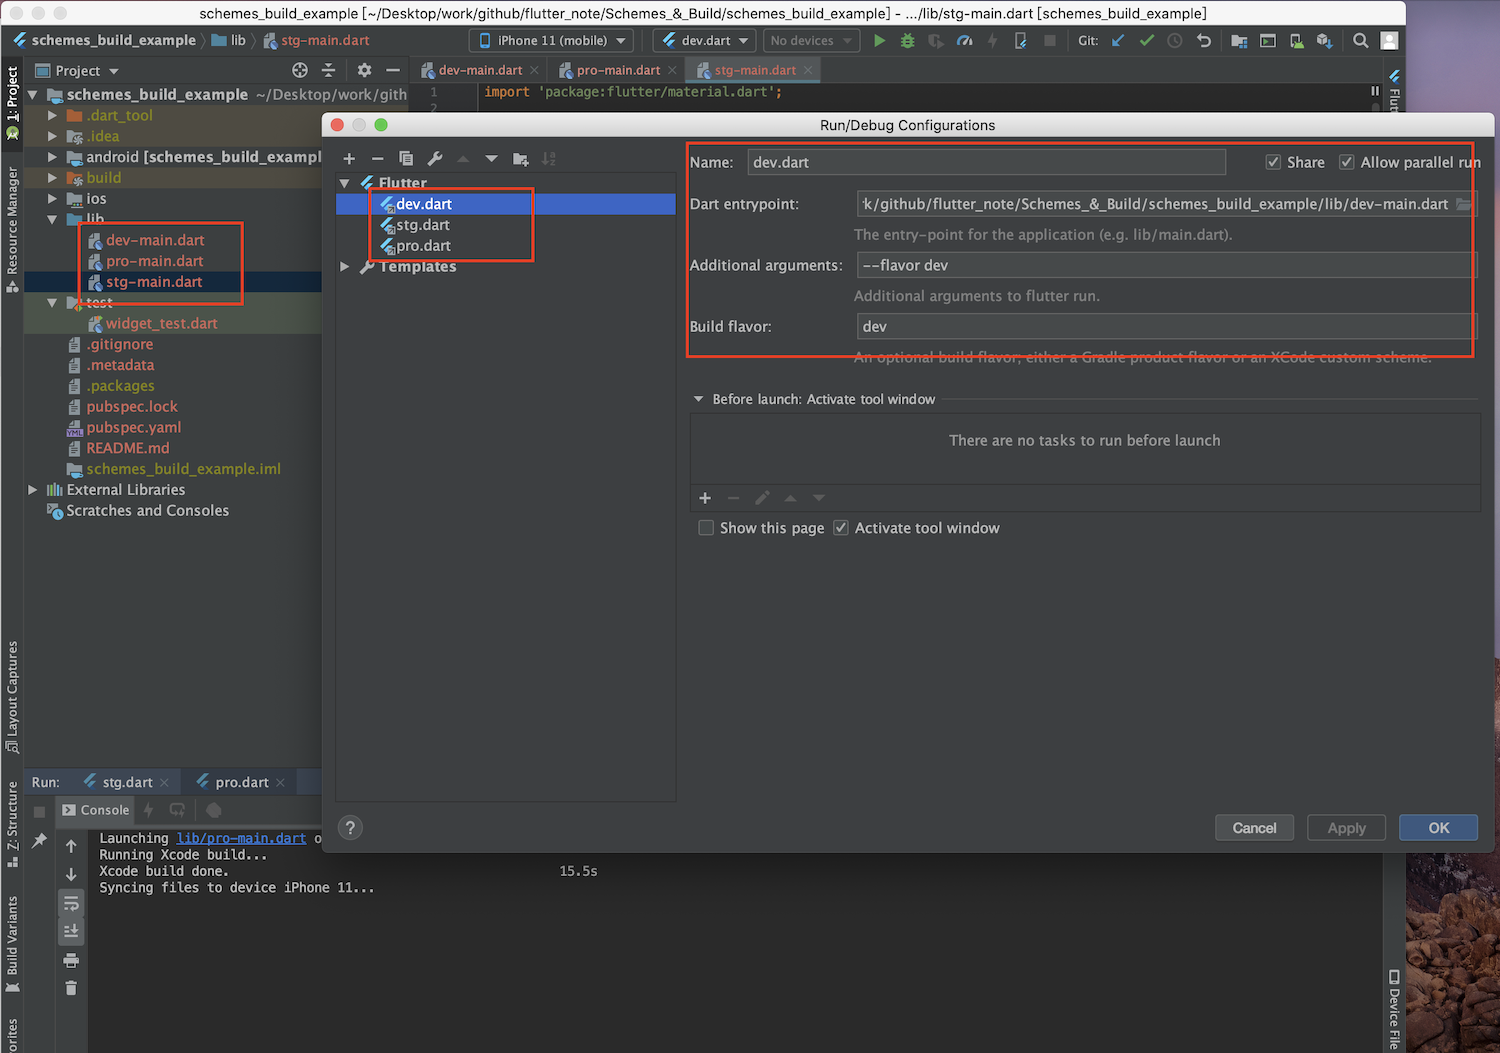 schemes_build_example [~/Desktop/work/github/flutter_note/Schemes_&_Build/schemes_build_example] - .../lib/stg-main.dart [schemes_build_example]
schemes_build_example lib stg-main.dart iPhone 11 (mobile) dev.dart No devices Git:
Project
dev-main.dart pro-main.dart stg-main.dart
schemes_build_example ~/Desktop/work/gith
1 import 'package:flutter/material.dart';
2
.dart_tool
.idea
android [schemes_build_exampl
build
ios
lib
dev-main.dart
pro-main.dart
stg-main.dart
test
widget_test.dart
.gitignore
.metadata
.packages
pubspec.lock
pubspec.yaml
README.md
schemes_build_example.iml
External Libraries
Scratches and Consoles
1: Project
Resource Manager
Layout Captures
Z: Structure
Build Variants
orites
Flutt
Device File
Run/Debug Configurations
Flutter
dev.dart
stg.dart
pro.dart
Templates
Name: dev.dart Share Allow parallel run
Dart entrypoint: k/github/flutter_note/Schemes_&_Build/schemes_build_example/lib/dev-main.dart
The entry-point for the application (e.g. lib/main.dart).
Additional arguments: --flavor dev
Additional arguments to flutter run.
Build flavor: dev
An optional build flavor; either a Gradle product flavor or an XCode custom scheme.
Before launch: Activate tool window
There are no tasks to run before launch
Show this page Activate tool window
? Cancel Apply OK
Run: stg.dart pro.dart
Console
Launching lib/pro-main.dart o
Running Xcode build...
Xcode build done. 15.5s
Syncing files to device iPhone 11...